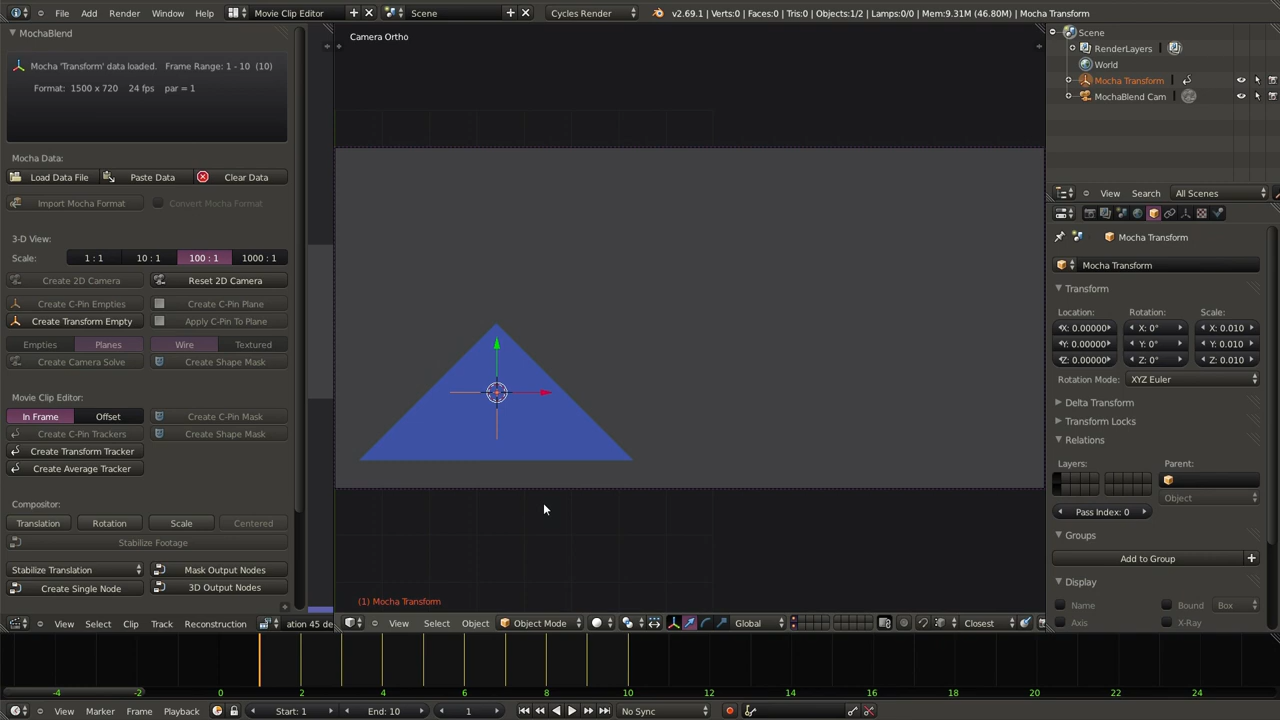 File Add Render Window Help Movie Clip Editor Scene Cycles Render v2.69.1 | Verts:0 | Faces:0 | Tris:0 | Objects:1/2 | Lamps:0/0 | Mem:9.31M (46.80M) | Mocha Transform
MochaBlend
Mocha 'Transform' data loaded. Frame Range: 1 - 10 (10)
Format: 1500 x 720 24 fps par = 1
Mocha Data:
Load Data File Paste Data Clear Data
Import Mocha Format Convert Mocha Format
3-D View:
Scale: 1 : 1 10 : 1 100 : 1 1000 : 1
Create 2D Camera Reset 2D Camera
Create C-Pin Empties Create C-Pin Plane
Create Transform Empty Apply C-Pin To Plane
Empties Planes Wire Textured
Create Camera Solve Create Shape Mask
Movie Clip Editor:
In Frame Offset Create C-Pin Mask
Create C-Pin Trackers Create Shape Mask
Create Transform Tracker
Create Average Tracker
Compositor:
Translation Rotation Scale Centered
Stabilize Footage
Stabilize Translation Mask Output Nodes
Create Single Node 3D Output Nodes
View Select Clip Track Reconstruction ation 45 de
Camera Ortho
(1) Mocha Transform
View Select Object Object Mode Global Closest
Scene
RenderLayers
World
Mocha Transform
MochaBlend Cam
View Search All Scenes
Mocha Transform
Mocha Transform
Transform
Location: Rotation: Scale:
X: 0.00000 X: 0° X: 0.010
Y: 0.00000 Y: 0° Y: 0.010
Z: 0.00000 Z: 0° Z: 0.010
Rotation Mode: XYZ Euler
Delta Transform
Transform Locks
Relations
Layers: Parent:
Object
Pass Index: 0
Groups
Add to Group
Display
Name Bound Box
Axis X-Ray
-4 -2 0 2 4 6 8 10 12 14 16 18 20 22 24
View Marker Frame Playback Start: 1 End: 10 1 No Sync